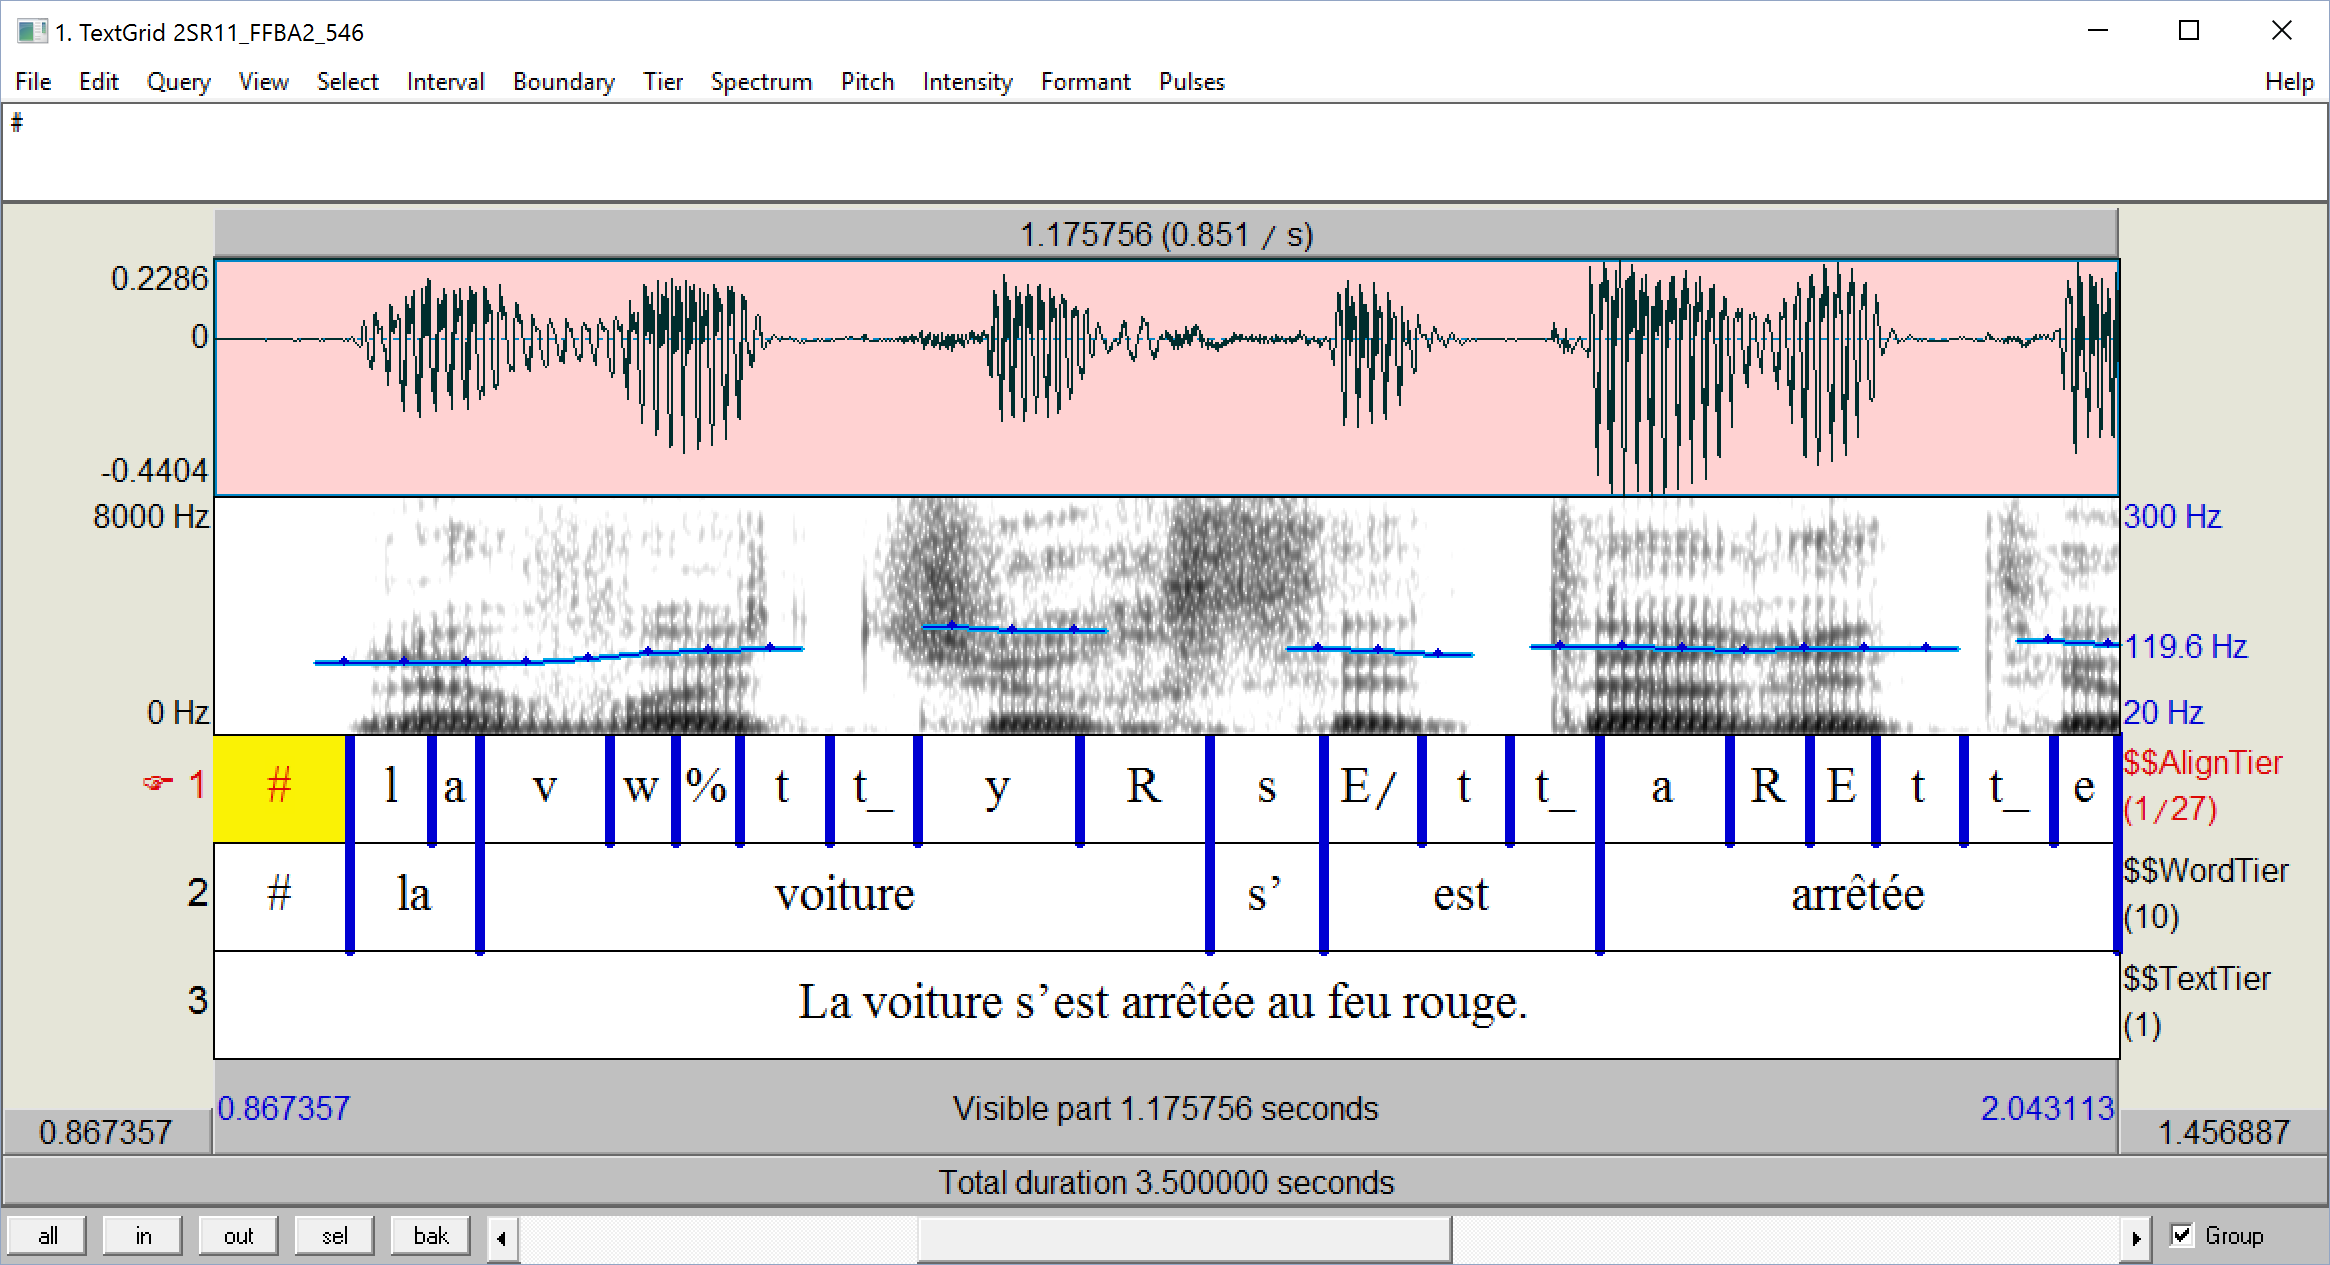 1. TextGrid 2SR11_FFBA2_546
File Edit Query View Select Interval Boundary Tier Spectrum Pitch Intensity Formant Pulses Help
#
1.175756 (0.851 / s)
0.2286
0
-0.4404
8000 Hz 300 Hz
119.6 Hz
0 Hz 20 Hz
☞ 1 # l a v w % t t_ y R s E/ t t_ a R E t t_ e $$AlignTier
(1/27)
2 # la voiture s’ est arrêtée $$WordTier
(10)
3 La voiture s’est arrêtée au feu rouge. $$TextTier
(1)
0.867357 Visible part 1.175756 seconds 2.043113
0.867357 1.456887
Total duration 3.500000 seconds
all in out sel bak Group